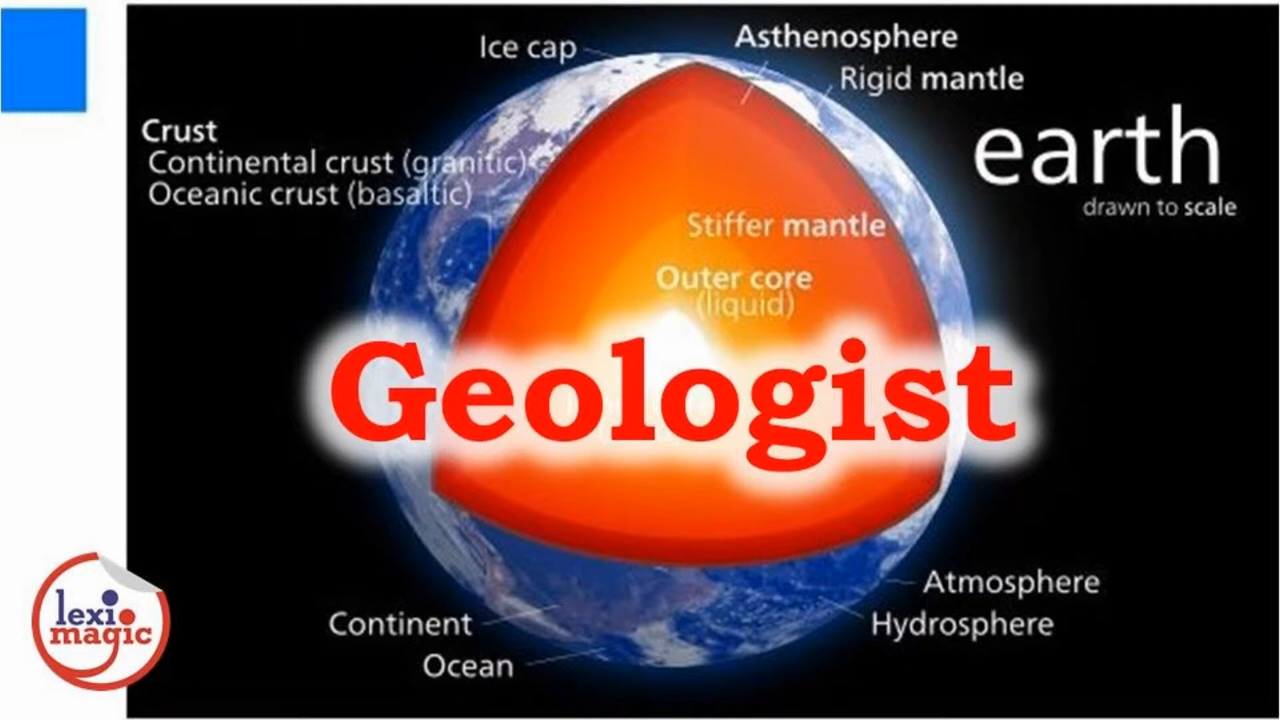 Ice cap
Asthenosphere
Rigid mantle
Crust
Continental crust (granitic)
Oceanic crust (basaltic)
earth
drawn to scale
Stiffer mantle
Outer core
(liquid)
Geologist
Atmosphere
Hydrosphere
Continent
Ocean
lexi
magic